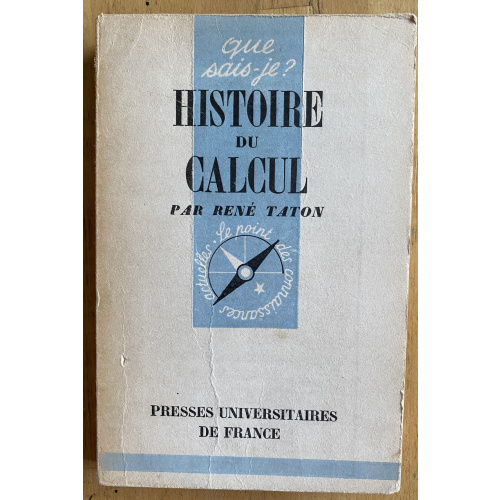 que
sais-je?
HISTOIRE
DU
CALCUL
PAR RENÉ TATON
Le point des connaissances actuelles
PRESSES UNIVERSITAIRES
DE FRANCE